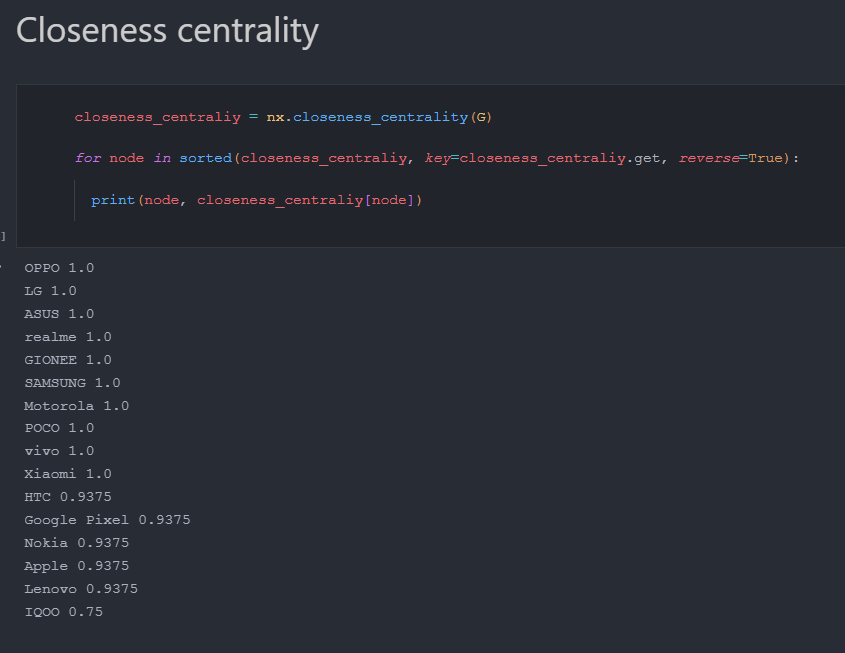 Closeness centrality
closeness_centraliy = nx.closeness_centrality(G)
for node in sorted(closeness_centraliy, key=closeness_centraliy.get, reverse=True):
print(node, closeness_centraliy[node])
]
OPPO 1.0
LG 1.0
ASUS 1.0
realme 1.0
GIONEE 1.0
SAMSUNG 1.0
Motorola 1.0
POCO 1.0
vivo 1.0
Xiaomi 1.0
HTC 0.9375
Google Pixel 0.9375
Nokia 0.9375
Apple 0.9375
Lenovo 0.9375
IQOO 0.75